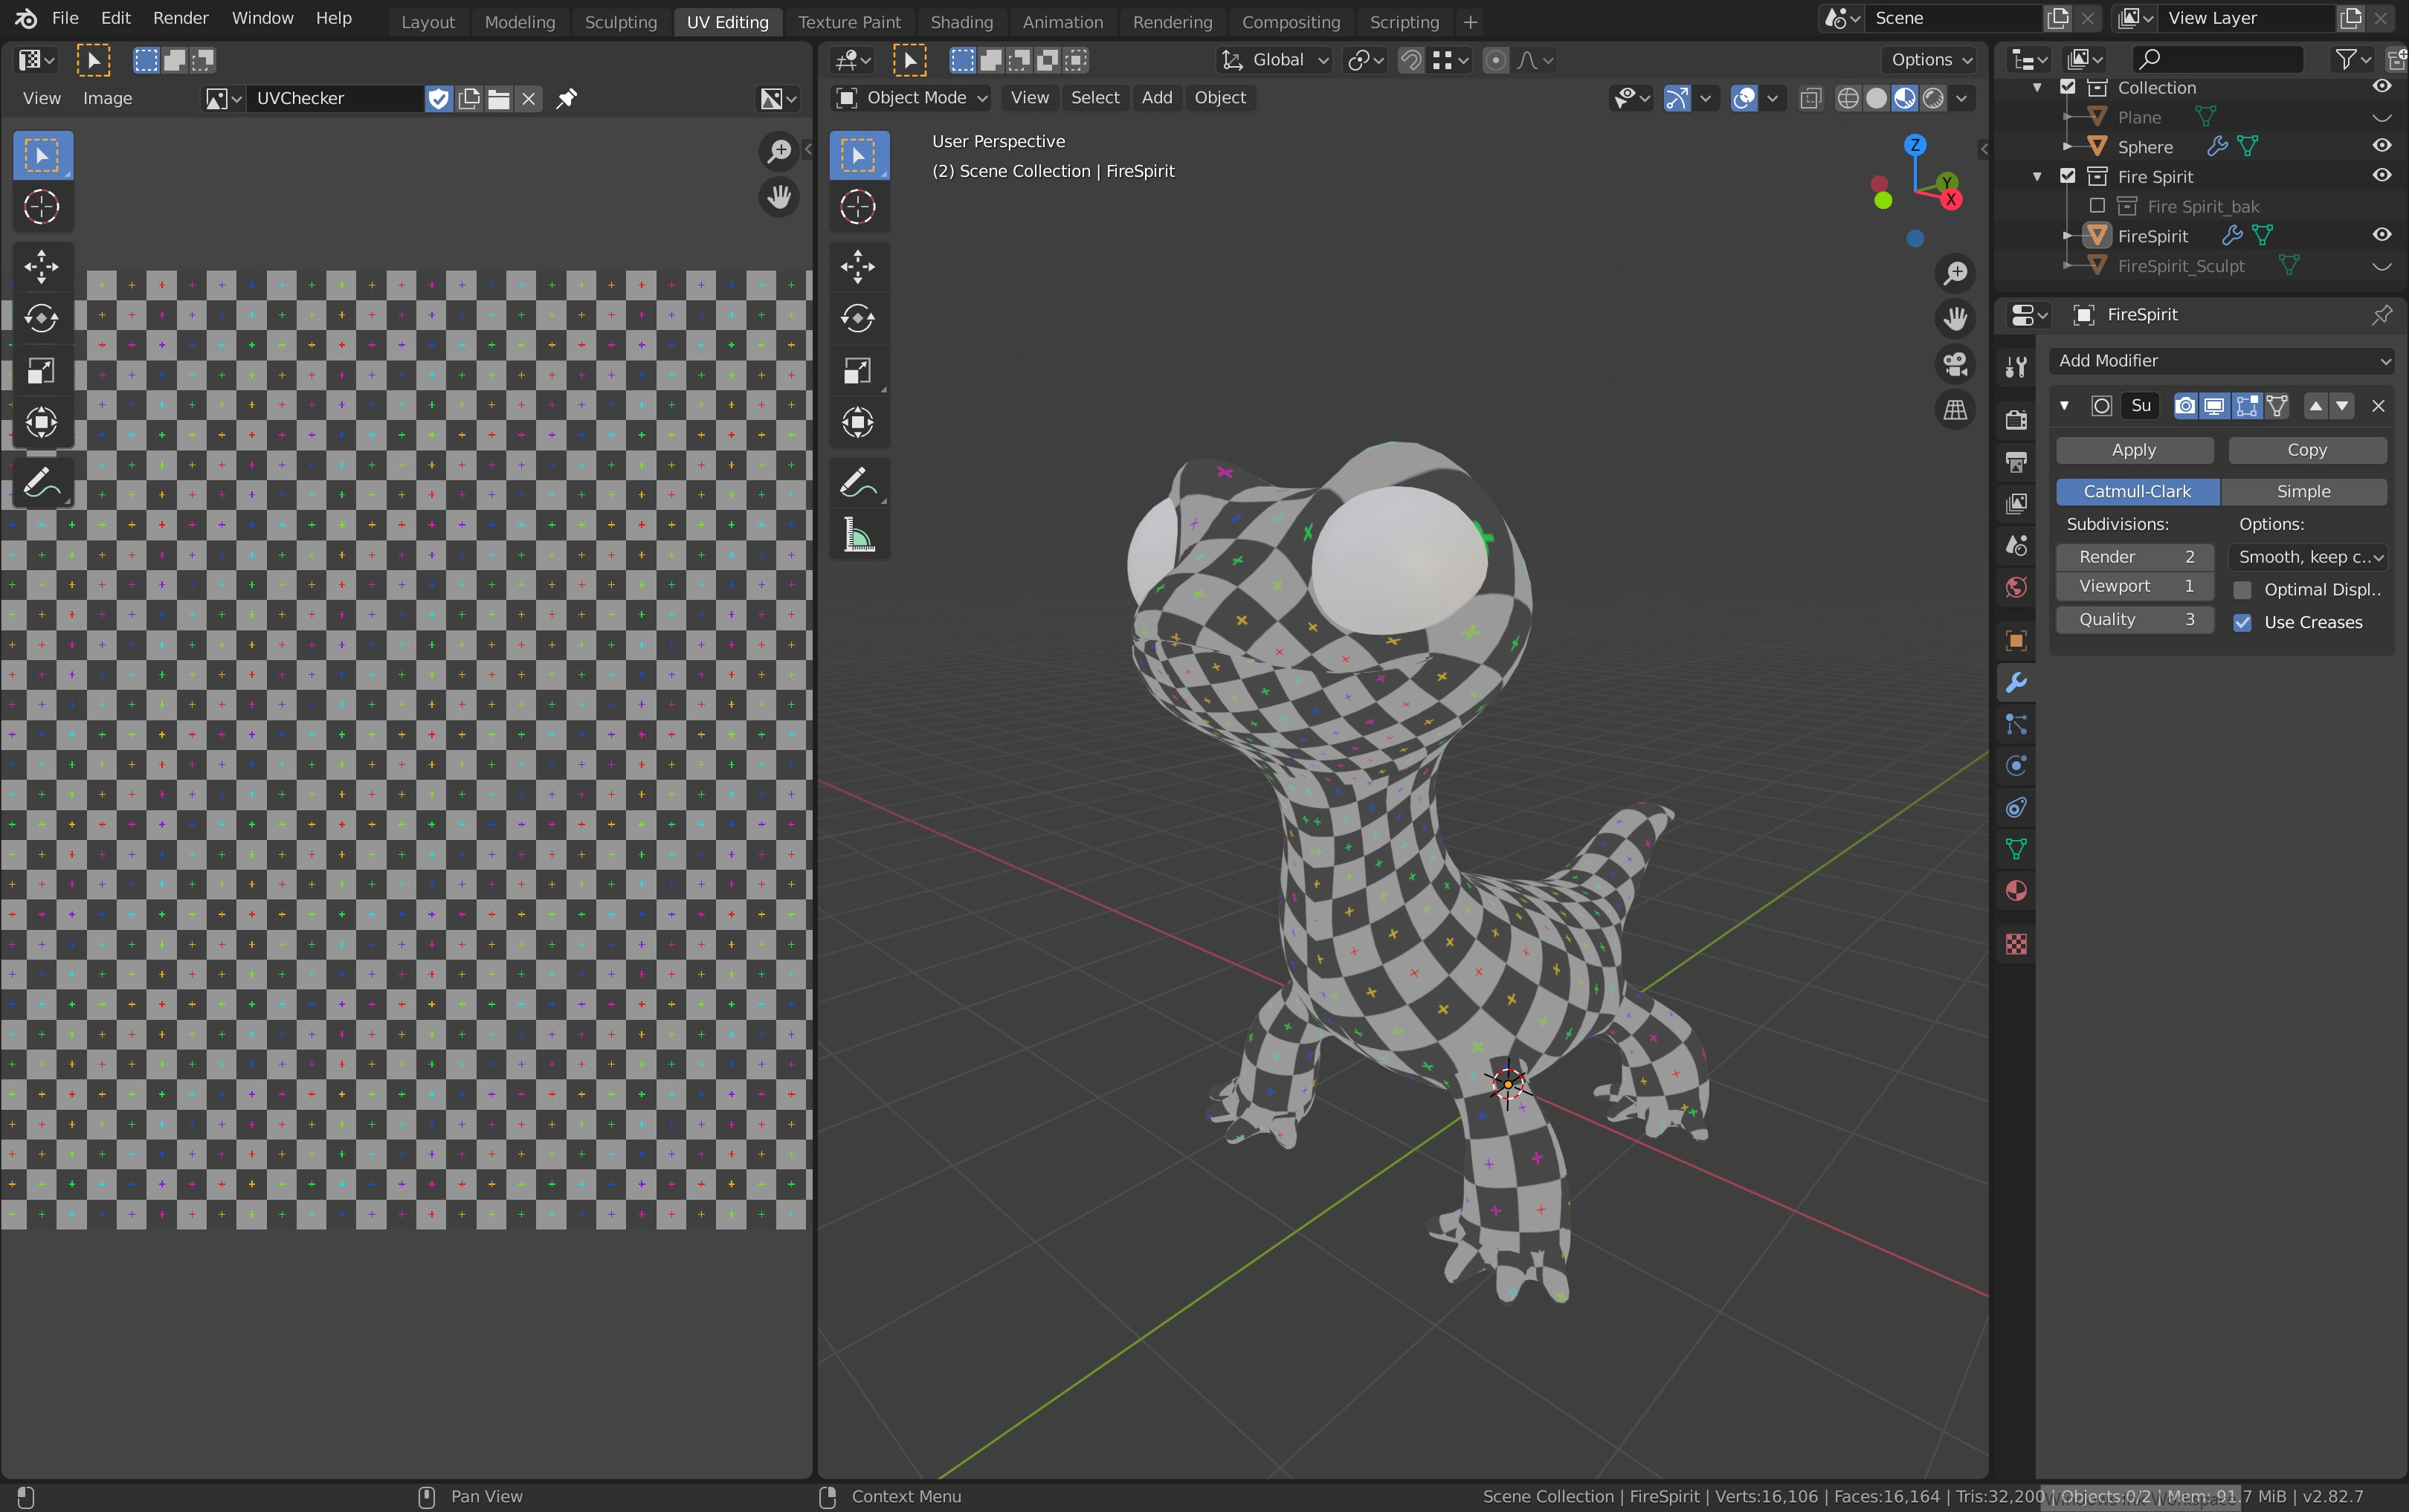 File Edit Render Window Help Layout Modeling Sculpting UV Editing Texture Paint Shading Animation Rendering Compositing Scripting + Scene View Layer
Global Options
View Image UVChecker Object Mode View Select Add Object
User Perspective
(2) Scene Collection | FireSpirit
Z
Y
X
Collection
Plane
Sphere
Fire Spirit
Fire Spirit_bak
FireSpirit
FireSpirit_Sculpt
FireSpirit
Add Modifier
Su
Apply Copy
Catmull-Clark Simple
Subdivisions: Options:
Render 2 Smooth, keep c..
Viewport 1 Optimal Displ..
Quality 3 Use Creases
Pan View Context Menu Scene Collection | FireSpirit | Verts:16,106 | Faces:16,164 | Tris:32,200 | Objects:0/2 | Mem: 91.7 MiB | v2.82.7